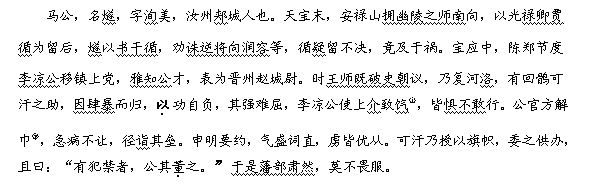 马公，名燧，字洵美，汝州郏城人也。天宝末，安禄山拥幽陵之师南向，以光禄卿贾
循为留后，燧以书干循，劝诛逆将向润容等，循疑留不决，竟及于祸。宝应中，陈郑节度
李凉公移镇上党，雅知公才，表为晋州赵城尉。时王师既破史朝议，乃复河洛，有回鹘可
汗之助，因肆暴而归，以功自负，其强难屈，李凉公使上介致饩①，皆惧不敢行。公官方解
巾②，急病不让，径诣其垒。申明要约，气盛词直，虏皆优从。可汗乃授以旗帜，委之供办，
且曰：“有犯禁者，公其董之。”于是藩部肃然，莫不畏服。